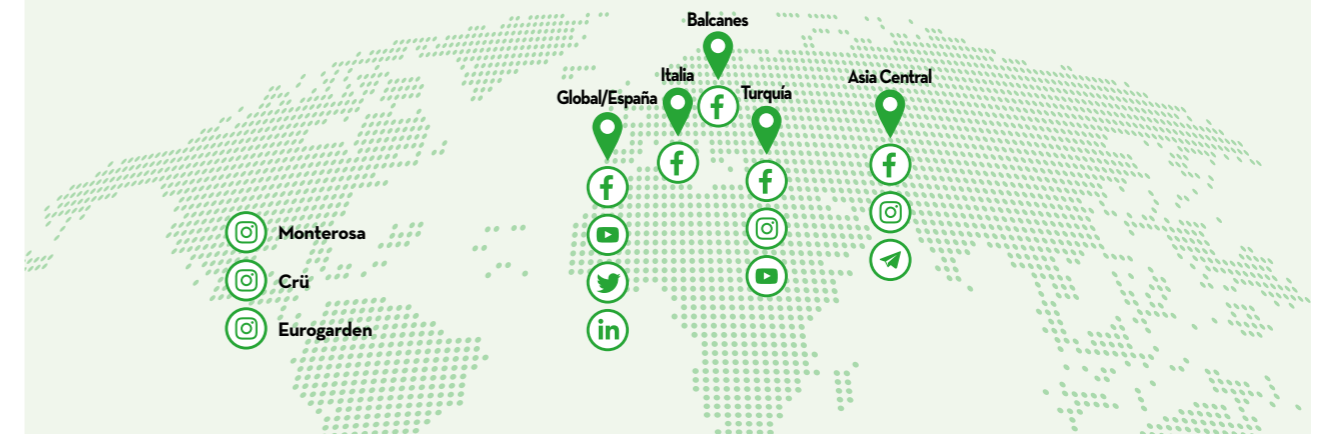 Balcanes
Italia
Global/España
Turquía
Asia Central
Monterosa
Crü
Eurogarden